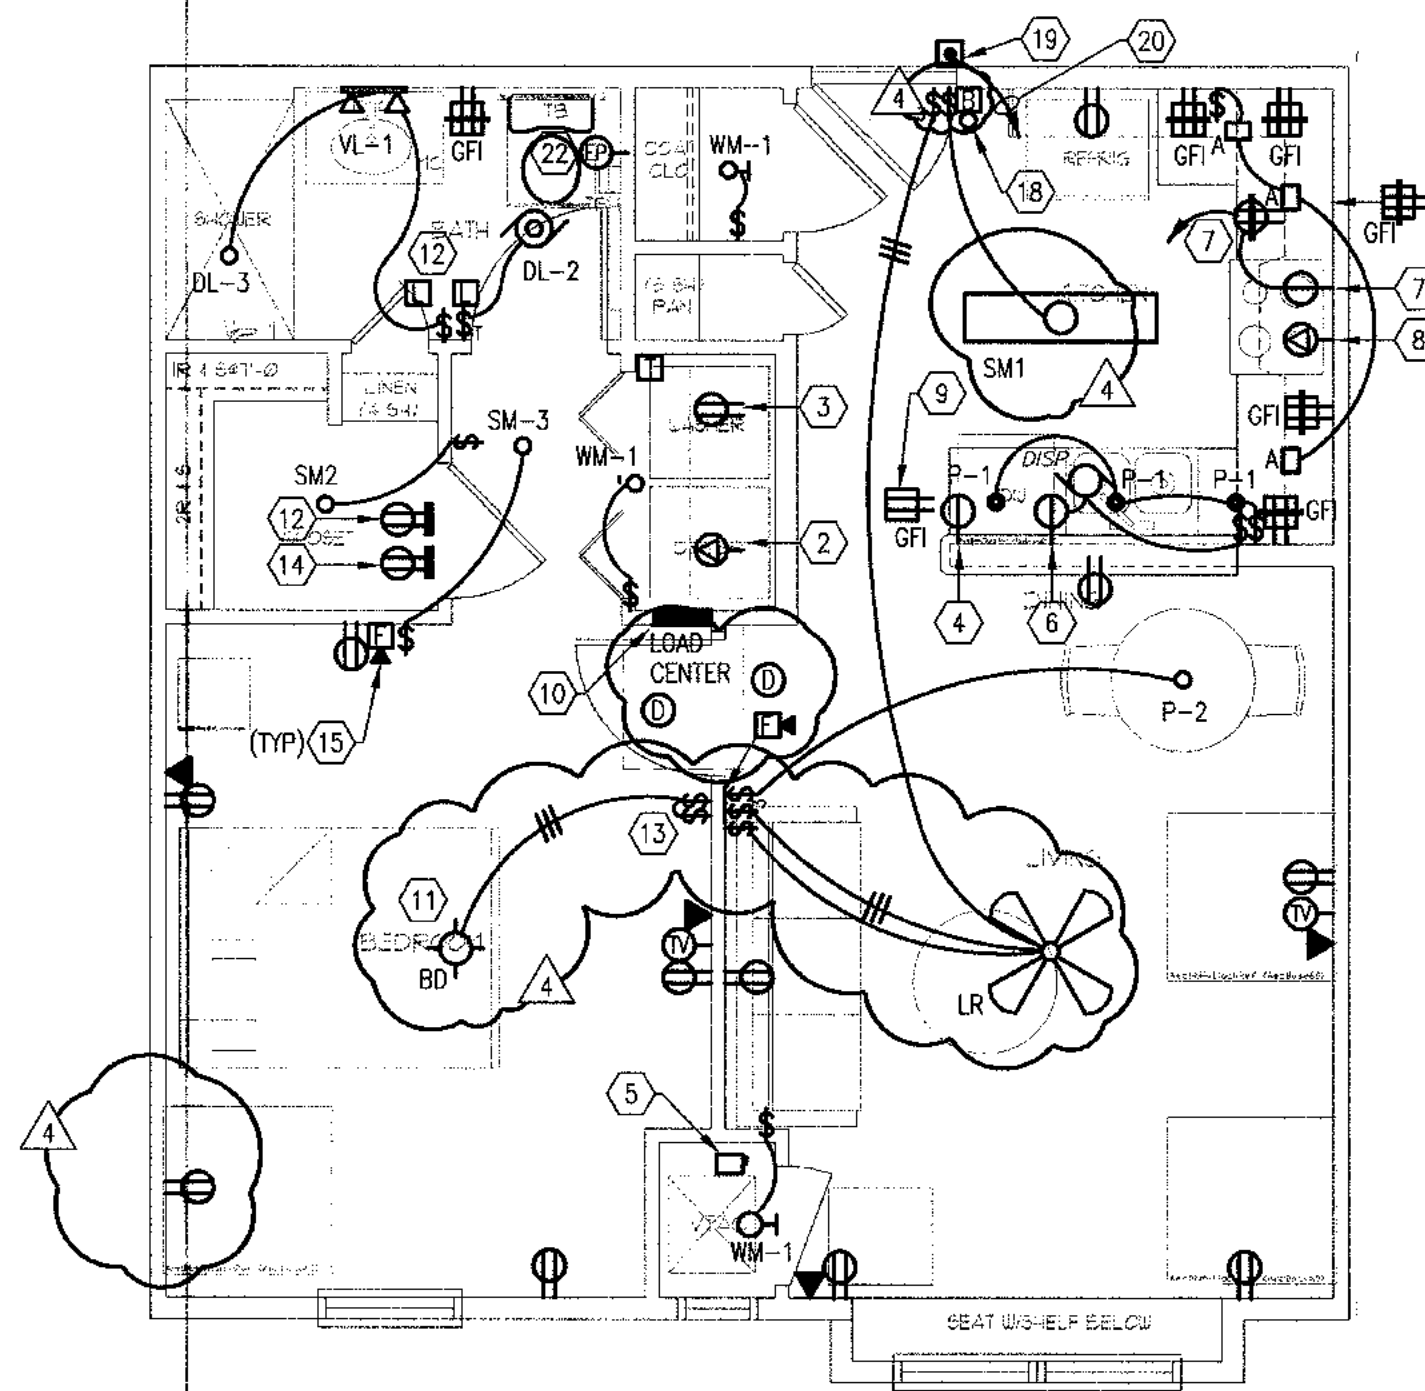 19
20
4
$$
B
TB
VL-1
GFI
22
EP
WM-1
REFRIG
GFI
A
GFI
18
A
GFI
SHOWER
BATH
12
DL-3
DL-2
7
7
8
SM1
4
LINEN
3
9
GFI
SM-3
WM-1
SM2
A
P-1
DISP
P-1
P-1
12
14
GFI
GFI
2
4
6
DINING
F
LOAD
CENTER
10
D
D
F
(TYP)
15
P-2
13
LIVING
11
BEDROOM
BD
TV
TV
4
LR
5
4
WM-1
SEAT W/SHELF BELOW